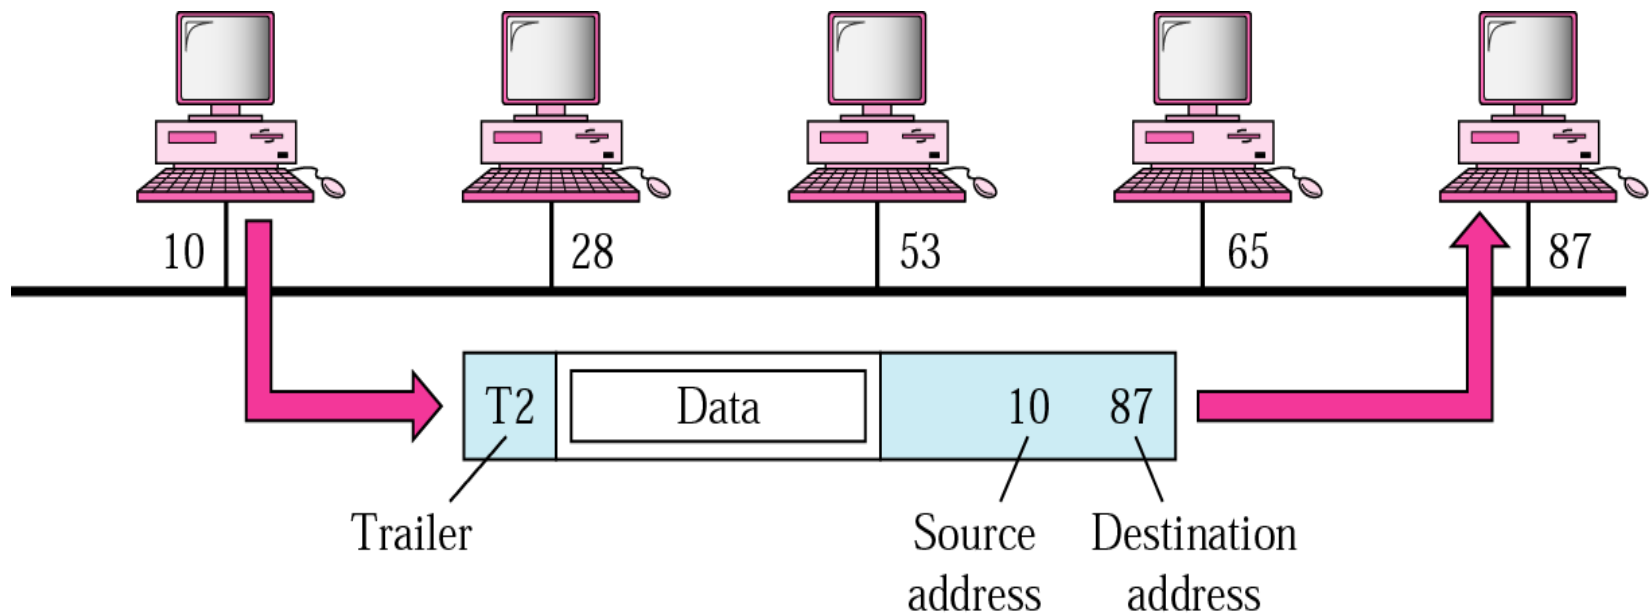 10
28
53
65
87
T2
Data
10
87
Trailer
Source
address
Destination
address